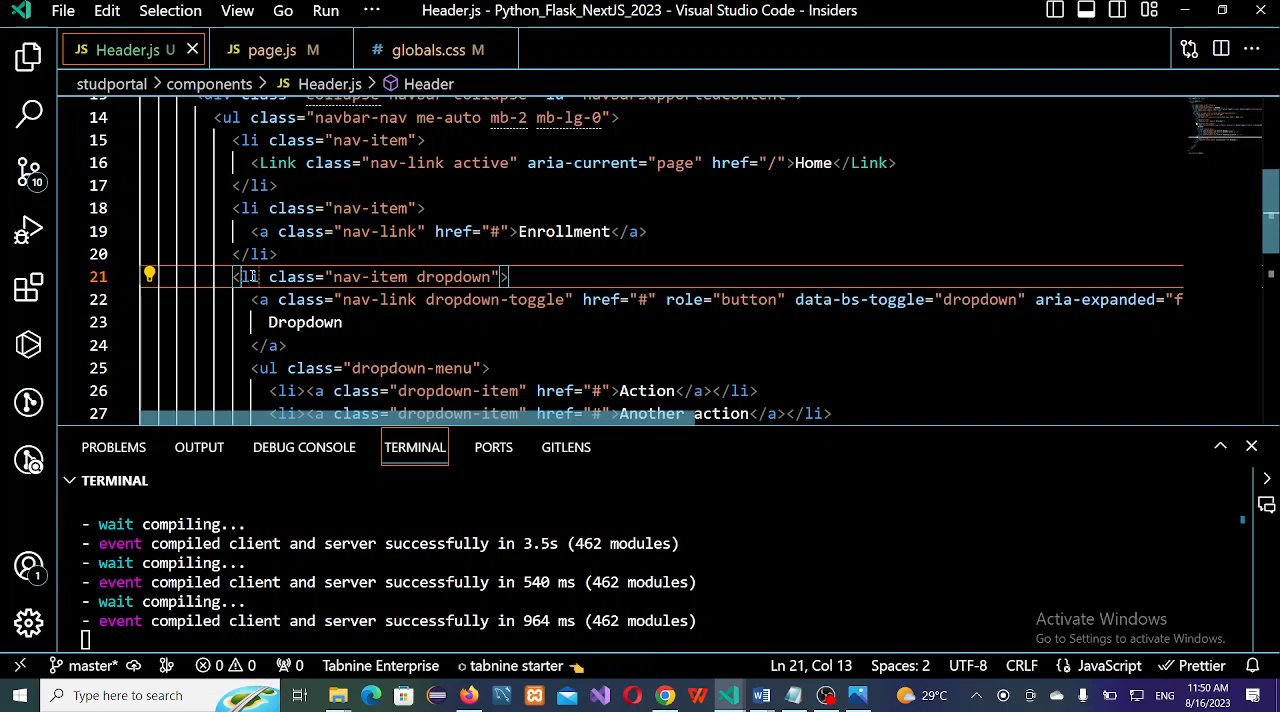 File Edit Selection View Go Run ··· Header.js - Python_Flask_NextJS_2023 - Visual Studio Code - Insiders
JS Header.js U JS page.js M # globals.css M
studportal > components > JS Header.js > Header
14 <ul class="navbar-nav me-auto mb-2 mb-lg-0">
15 <li class="nav-item">
16 <Link class="nav-link active" aria-current="page" href="/">Home</Link>
17 </li>
18 <li class="nav-item">
19 <a class="nav-link" href="#">Enrollment</a>
20 </li>
21 <li class="nav-item dropdown">
22 <a class="nav-link dropdown-toggle" href="#" role="button" data-bs-toggle="dropdown" aria-expanded="f
23 Dropdown
24 </a>
25 <ul class="dropdown-menu">
26 <li><a class="dropdown-item" href="#">Action</a></li>
27 <li><a class="dropdown-item" href="#">Another action</a></li>
PROBLEMS OUTPUT DEBUG CONSOLE TERMINAL PORTS GITLENS
TERMINAL
- wait compiling...
- event compiled client and server successfully in 3.5s (462 modules)
- wait compiling...
- event compiled client and server successfully in 540 ms (462 modules)
- wait compiling...
- event compiled client and server successfully in 964 ms (462 modules)
10
1
Activate Windows
Go to Settings to activate Windows.
master* 0 0 0 Tabnine Enterprise tabnine starter Ln 21, Col 13 Spaces: 2 UTF-8 CRLF {} JavaScript Prettier
Type here to search 29°C ENG 11:50 AM
8/16/2023